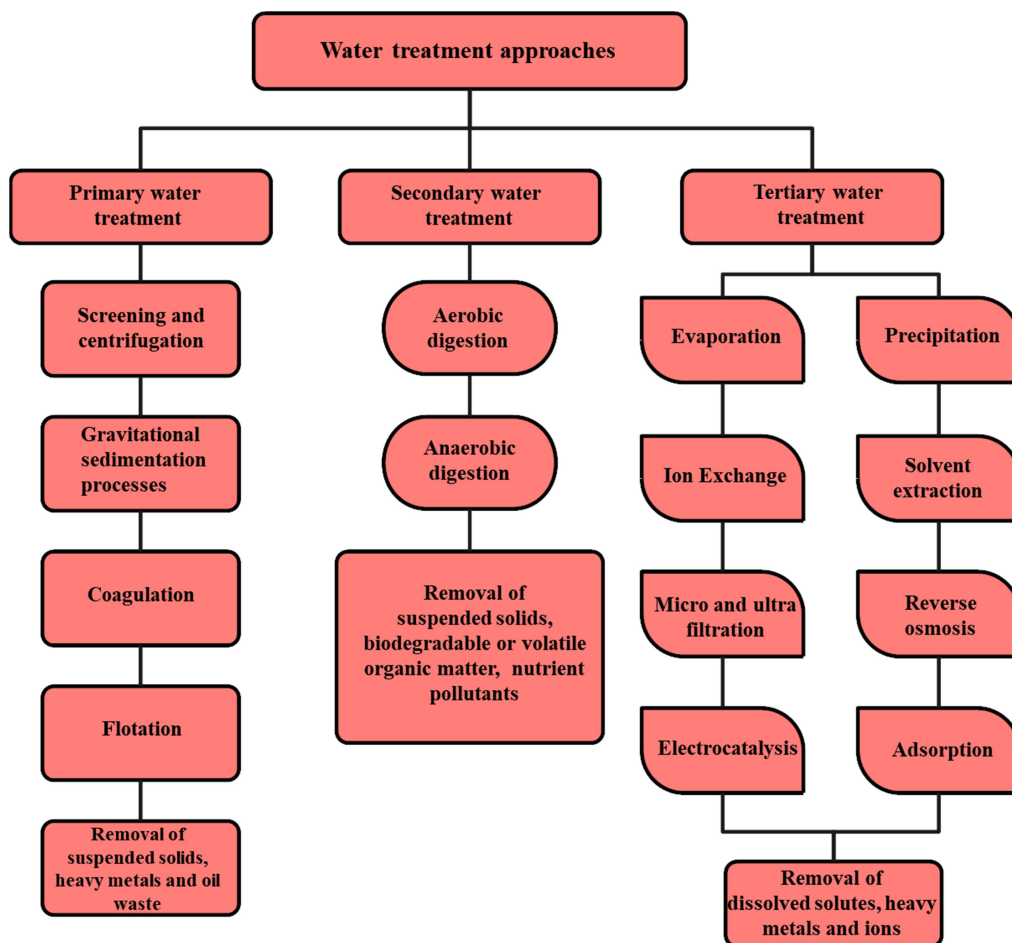 Water treatment approaches
Primary water
treatment
Screening and
centrifugation
Gravitational
sedimentation
processes
Coagulation
Flotation
Removal of
suspended solids,
heavy metals and oil
waste
Secondary water
treatment
Aerobic
digestion
Anaerobic
digestion
Removal of
suspended solids,
biodegradable or volatile
organic matter, nutrient
pollutants
Tertiary water
treatment
Evaporation
Ion Exchange
Micro and ultra
filtration
Electrocatalysis
Precipitation
Solvent
extraction
Reverse
osmosis
Adsorption
Removal of
dissolved solutes, heavy
metals and ions